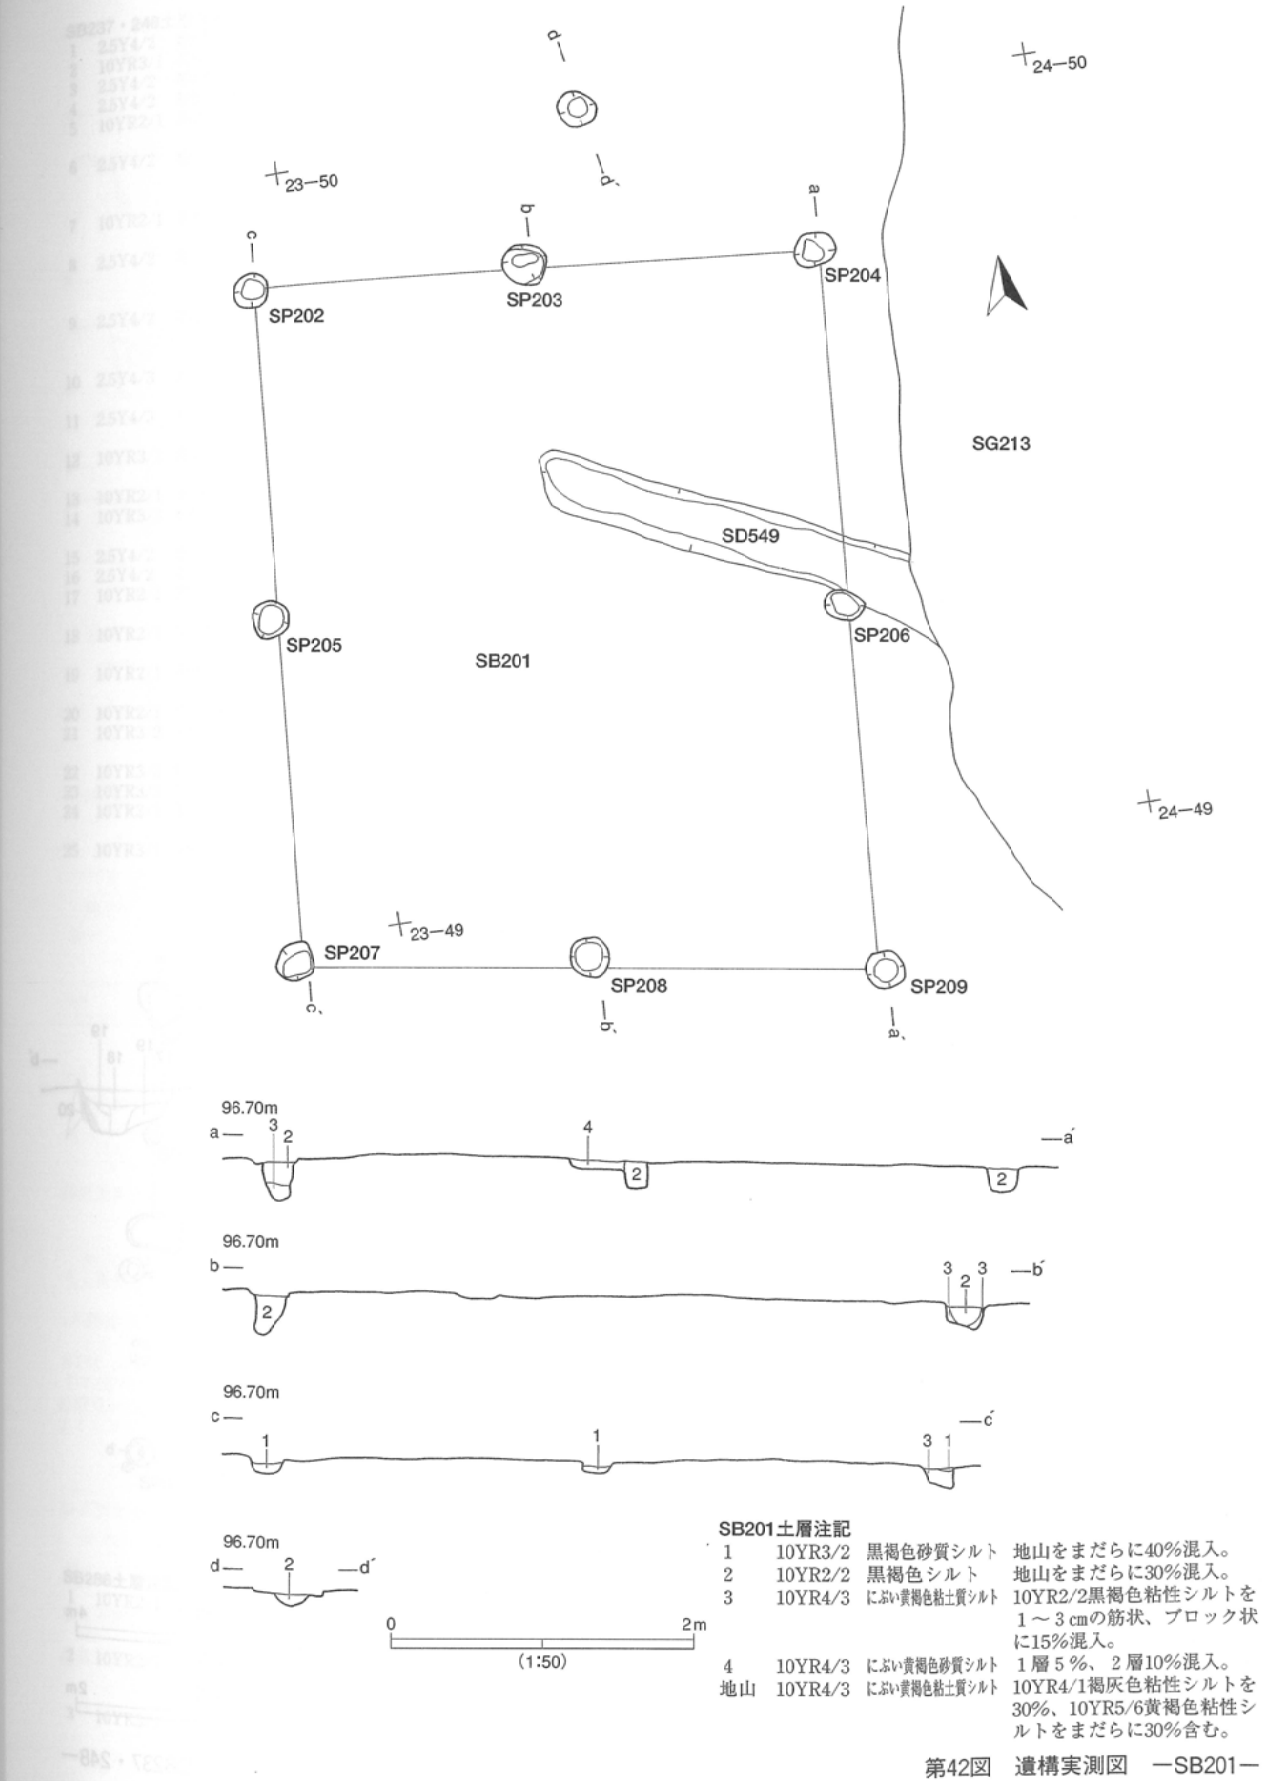 d
24-50
d´
23-50
a
b
c
SP204
SP203
SP202
SG213
SD549
SP206
SP205
SB201
24-49
23-49
SP207
SP208
SP209
c´
b´
a´
96.70m
a
3
2
4
a´
2
2
96.70m
b
3
3
b´
2
2
96.70m
c
c´
1
1
3
1
96.70m
d
2
d´
0
2m
(1:50)
SB201土層注記
1 10YR3/2 黒褐色砂質シルト 地山をまだらに40%混入。
2 10YR2/2 黒褐色シルト 地山をまだらに30%混入。
3 10YR4/3 にぶい黄褐色粘土質シルト 10YR2/2黒褐色粘性シルトを
1～3㎝の筋状、ブロック状
に15%混入。
4 10YR4/3 にぶい黄褐色砂質シルト 1層5%、2層10%混入。
地山 10YR4/3 にぶい黄褐色粘土質シルト 10YR4/1褐灰色粘性シルトを
30%、10YR5/6黄褐色粘性シ
ルトをまだらに30%含む。
第42図 遺構実測図 —SB201—